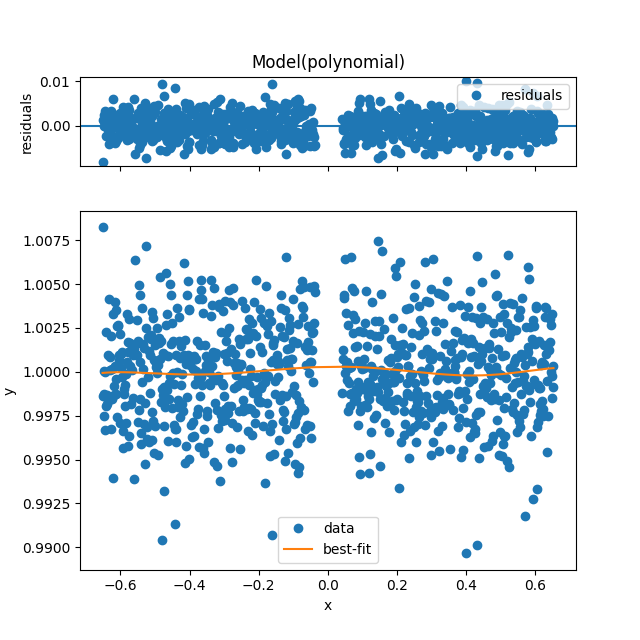 Model(polynomial)
0.01
0.00
residuals
residuals
1.0075
1.0050
1.0025
1.0000
0.9975
0.9950
0.9925
0.9900
y
data
best-fit
−0.6 −0.4 −0.2 0.0 0.2 0.4 0.6
x